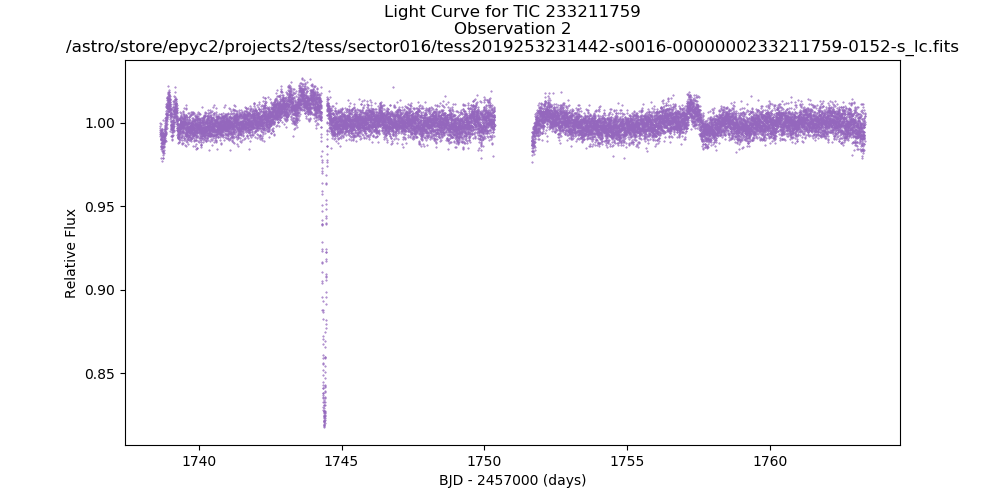 Light Curve for TIC 233211759
Observation 2
/astro/store/epyc2/projects2/tess/sector016/tess2019253231442-s0016-0000000233211759-0152-s_lc.fits
1.00
0.95
0.90
0.85
Relative Flux
1740
1745
1750
1755
1760
BJD - 2457000 (days)